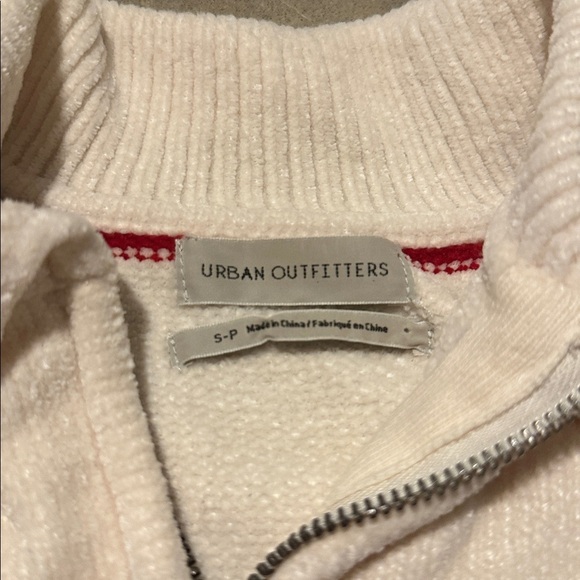 URBAN OUTFITTERS
S-P Made in China / Fabriqué en Chine